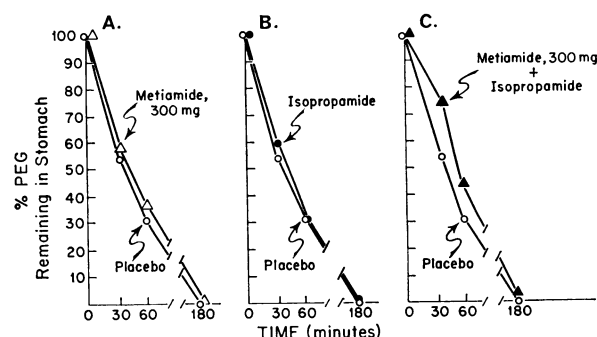 A.
B.
C.
% PEG
Remaining in Stomach
100
90
80
70
60
50
40
30
20
10
Metiamide,
300 mg
Placebo
0 30 60 180
Isopropamide
Placebo
0 30 60 180
Metiamide, 300 mg
+
Isopropamide
Placebo
0 30 60 180
TIME (minutes)